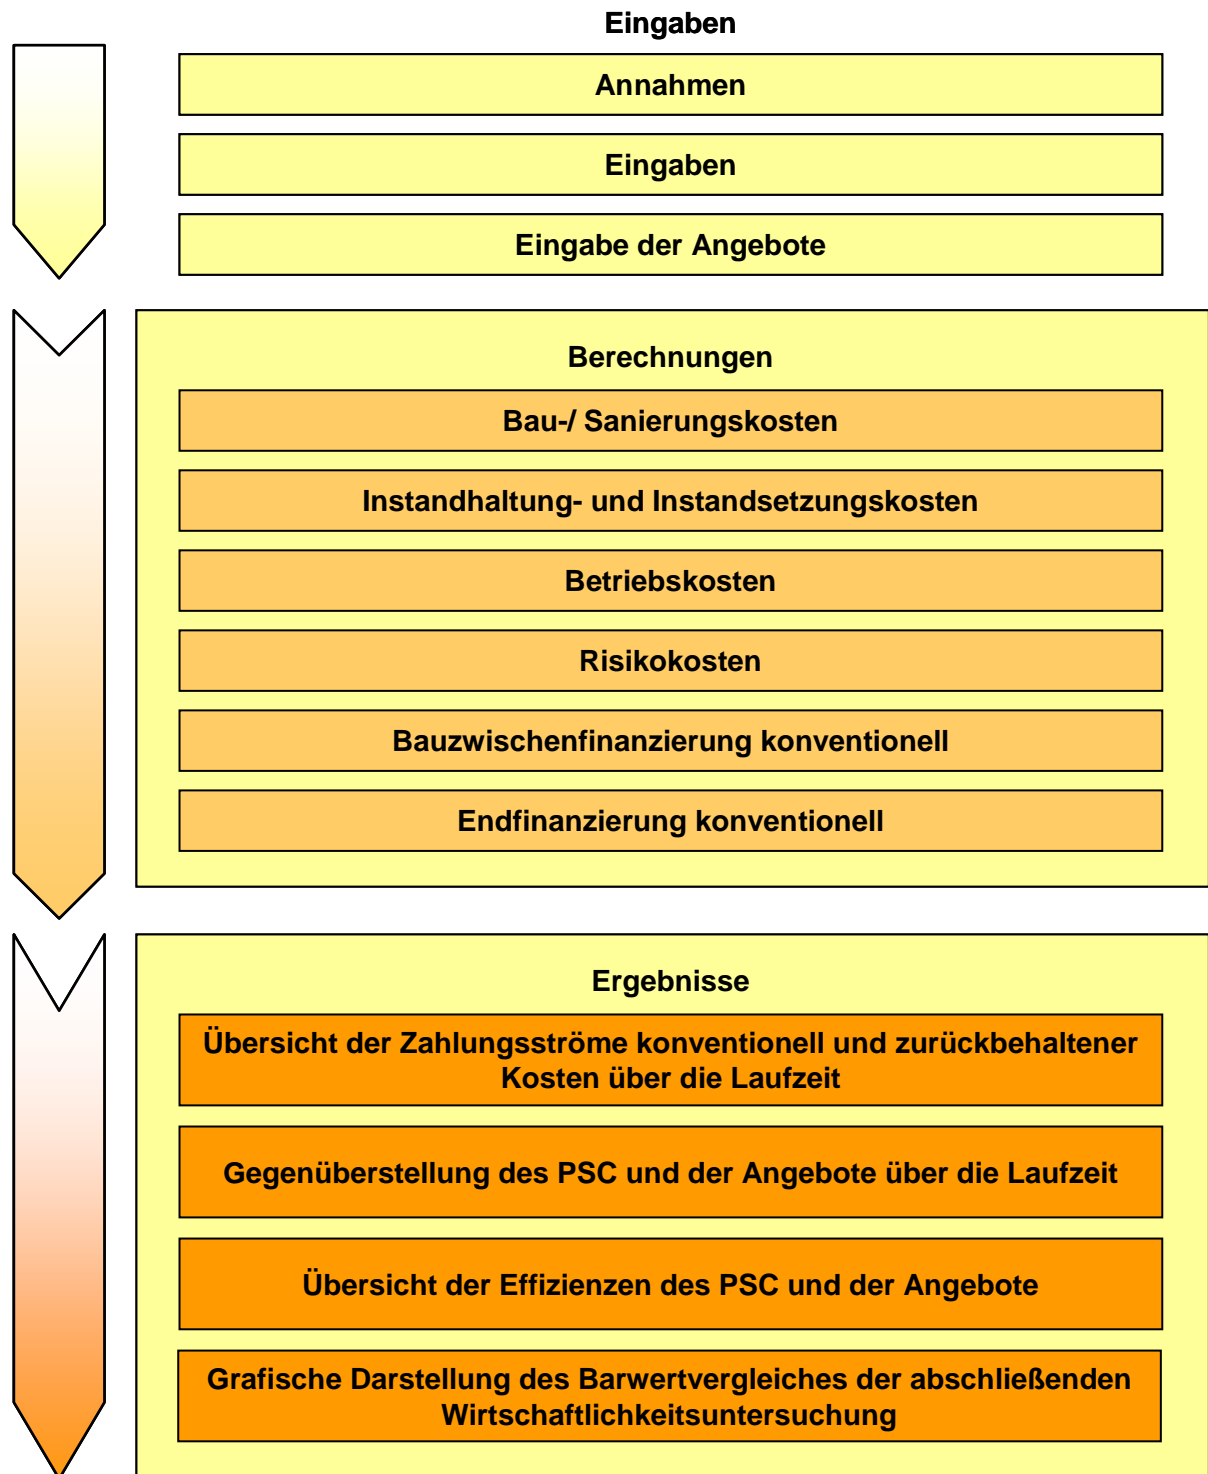 Eingaben
Annahmen
Eingaben
Eingabe der Angebote
Berechnungen
Bau-/ Sanierungskosten
Instandhaltung- und Instandsetzungskosten
Betriebskosten
Risikokosten
Bauzwischenfinanzierung konventionell
Endfinanzierung konventionell
Ergebnisse
Übersicht der Zahlungsströme konventionell und zurückbehaltener
Kosten über die Laufzeit
Gegenüberstellung des PSC und der Angebote über die Laufzeit
Übersicht der Effizienzen des PSC und der Angebote
Grafische Darstellung des Barwertvergleiches der abschließenden
Wirtschaftlichkeitsuntersuchung